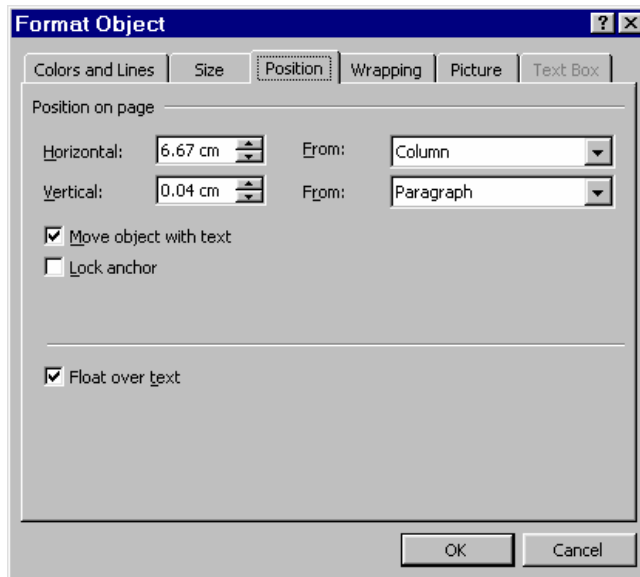 Format Object
Colors and Lines Size Position Wrapping Picture Text Box
Position on page
Horizontal: 6.67 cm From: Column
Vertical: 0.04 cm From: Paragraph
Move object with text
Lock anchor
Float over text
OK Cancel